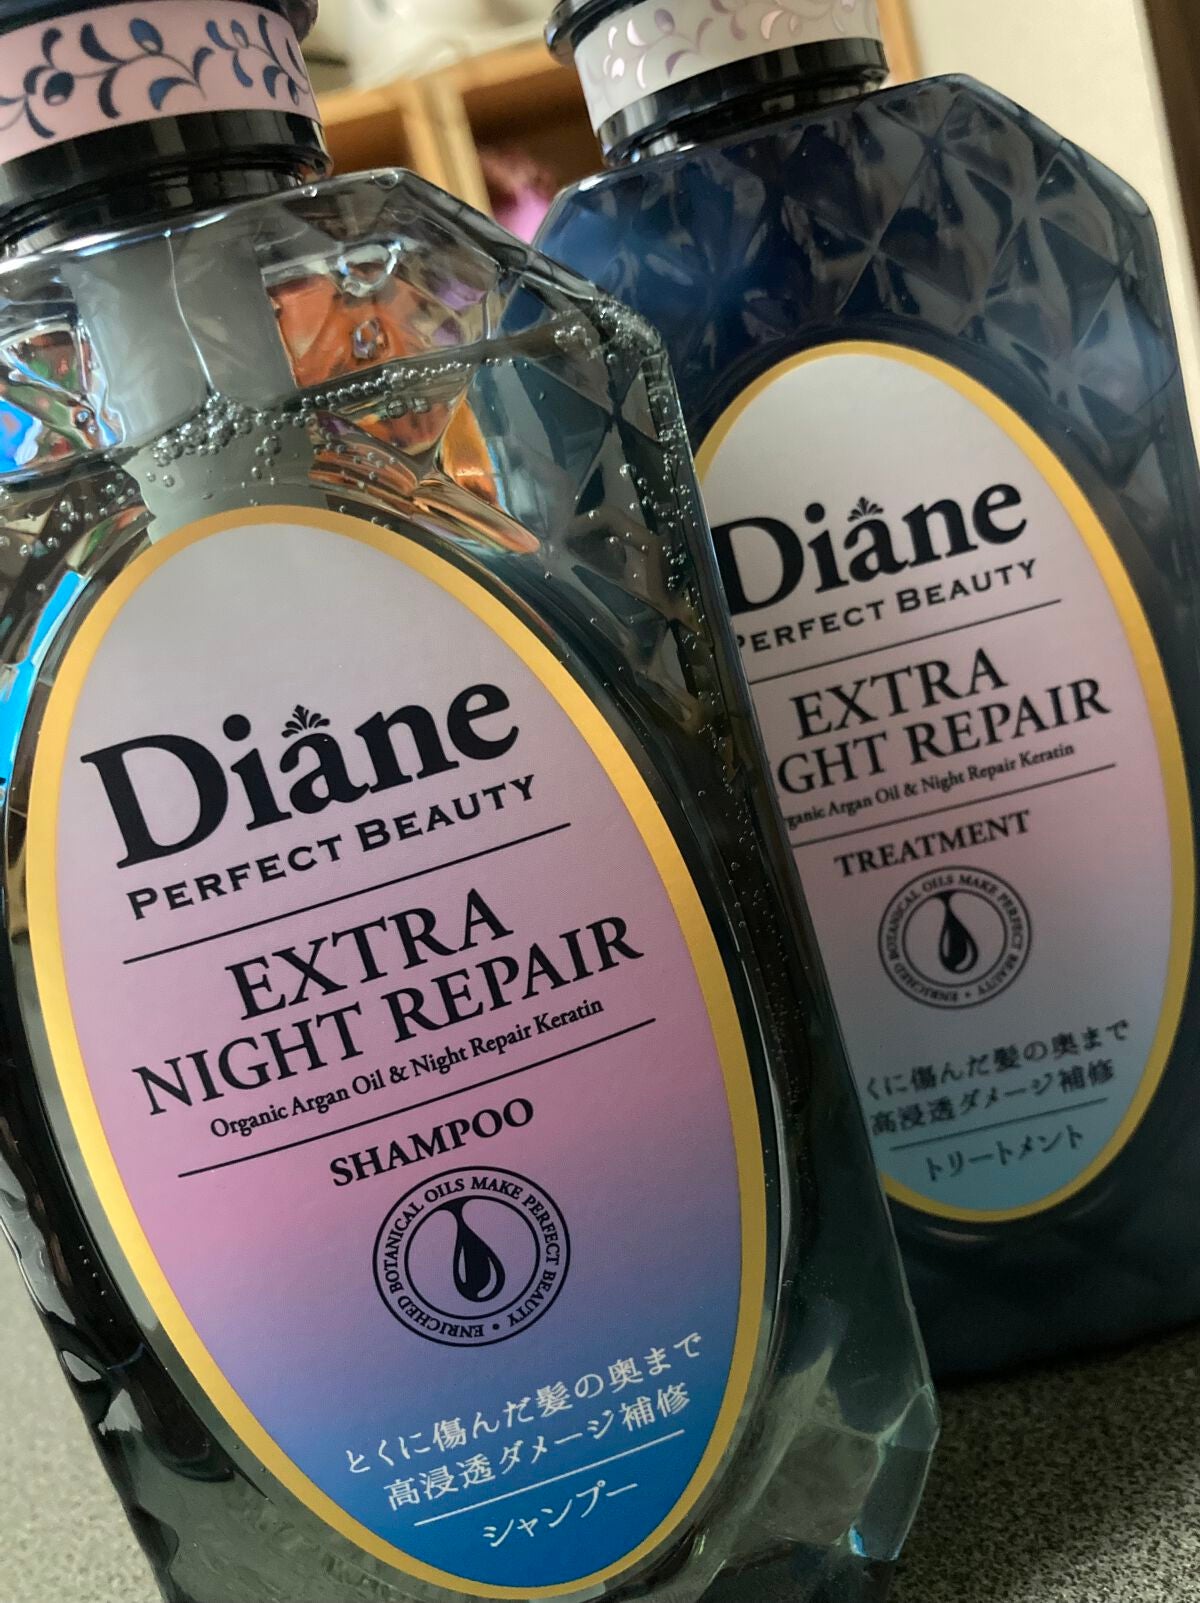 Diane
PERFECT BEAUTY
EXTRA
NIGHT REPAIR
Organic Argan Oil & Night Repair Keratin
SHAMPOO
ENRICHED BOTANICAL OILS MAKE PERFECT BEAUTY •
とくに傷んだ髪の奥まで
高浸透ダメージ補修
シャンプー
Diane
PERFECT BEAUTY
EXTRA
GHT REPAIR
rganic Argan Oil & Night Repair Keratin
TREATMENT
ENRICHED BOTANICAL OILS MAKE PERFECT BEAUTY •
くに傷んだ髪の奥まで
高浸透ダメージ補修
トリートメント